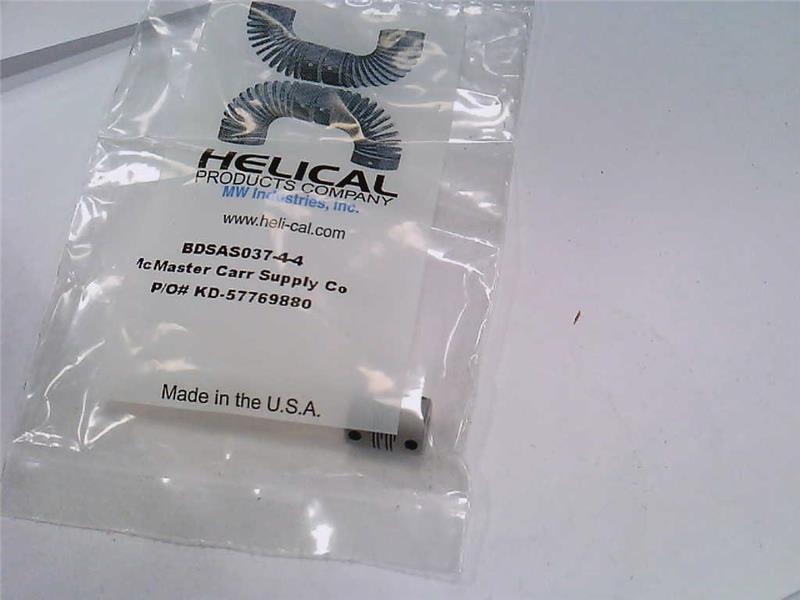 HELICAL
PRODUCTS COMPANY
MW Industries, Inc.
www.heli-cal.com
BDSAS037-4-4
McMaster Carr Supply Co
P/O# KD-57769880
Made in the U.S.A.